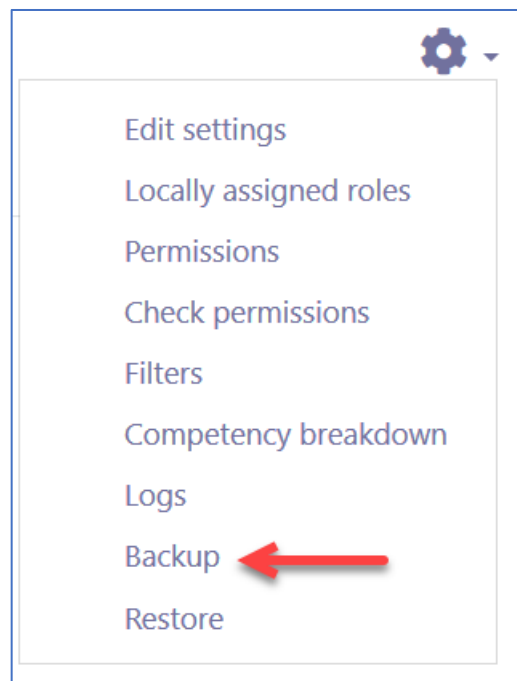 Edit settings
Locally assigned roles
Permissions
Check permissions
Filters
Competency breakdown
Logs
Backup
Restore